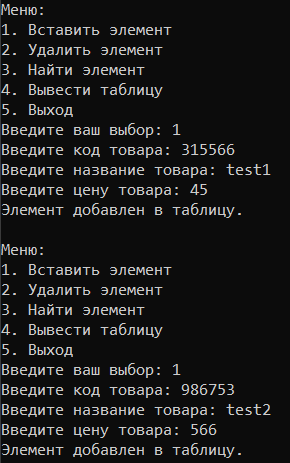 Меню:
1. Вставить элемент
2. Удалить элемент
3. Найти элемент
4. Вывести таблицу
5. Выход
Введите ваш выбор: 1
Введите код товара: 315566
Введите название товара: test1
Введите цену товара: 45
Элемент добавлен в таблицу.
Меню:
1. Вставить элемент
2. Удалить элемент
3. Найти элемент
4. Вывести таблицу
5. Выход
Введите ваш выбор: 1
Введите код товара: 986753
Введите название товара: test2
Введите цену товара: 566
Элемент добавлен в таблицу.